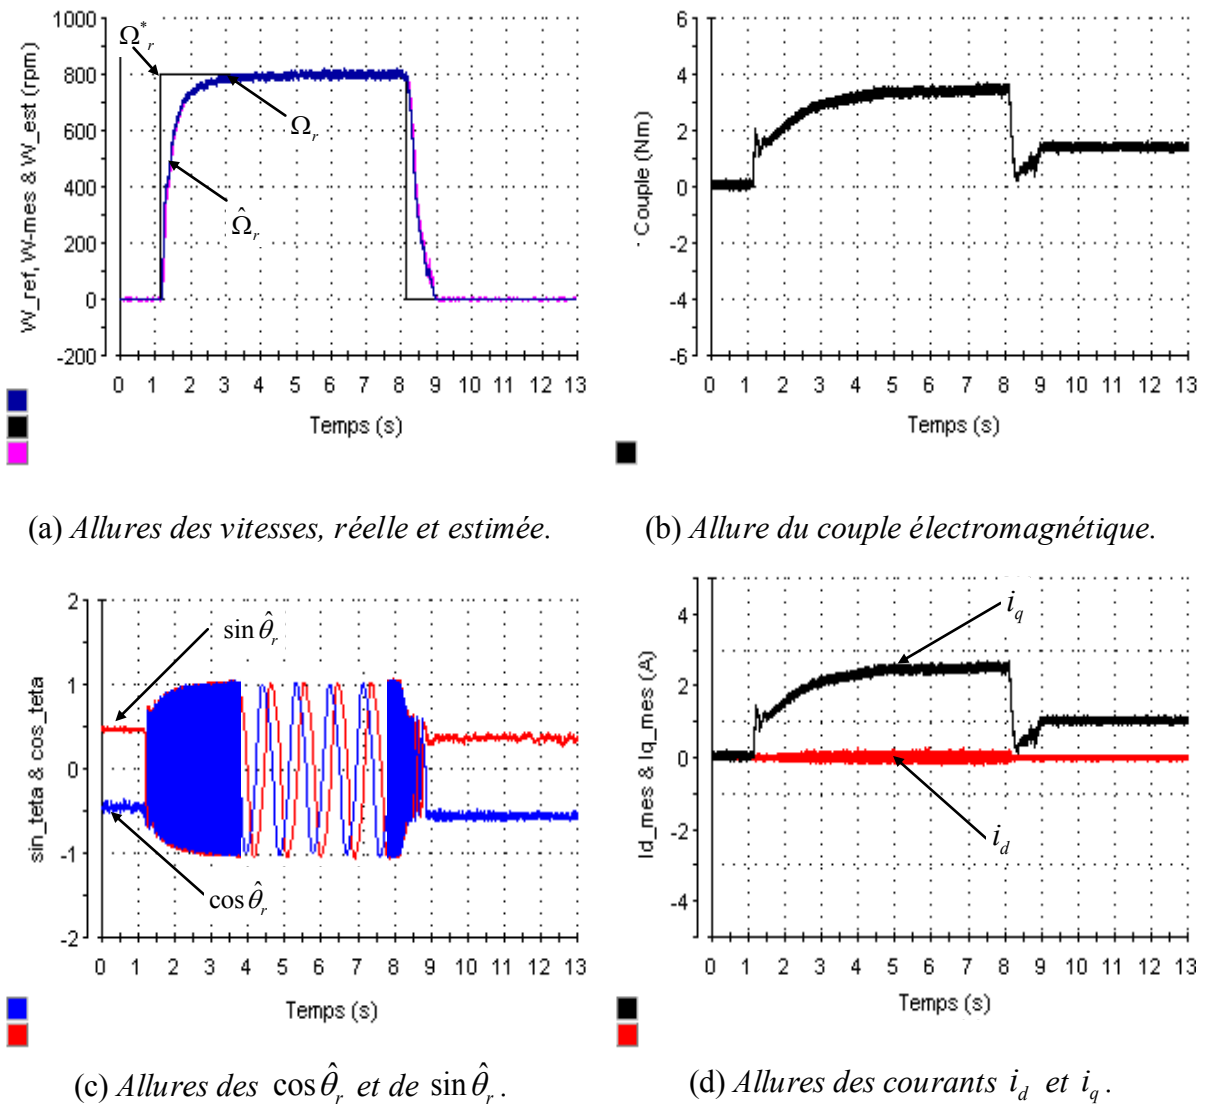 W_ref, W-mes & W_est (rpm)
1000
800
600
400
200
0
-200
Ω*r
Ωr
Ω̂r
0 1 2 3 4 5 6 7 8 9 10 11 12 13
Temps (s)
Couple (Nm)
6
4
2
0
-2
-4
-6
0 1 2 3 4 5 6 7 8 9 10 11 12 13
Temps (s)
(a) Allures des vitesses, réelle et estimée.
(b) Allure du couple électromagnétique.
sin_teta & cos_teta
2
1
0
-1
-2
sin θ̂r
cos θ̂r
0 1 2 3 4 5 6 7 8 9 10 11 12 13
Temps (s)
Id_mes & Iq_mes (A)
4
2
0
-2
-4
iq
id
0 1 2 3 4 5 6 7 8 9 10 11 12 13
Temps (s)
(c) Allures des cos θ̂r et de sin θ̂r.
(d) Allures des courants id et iq.